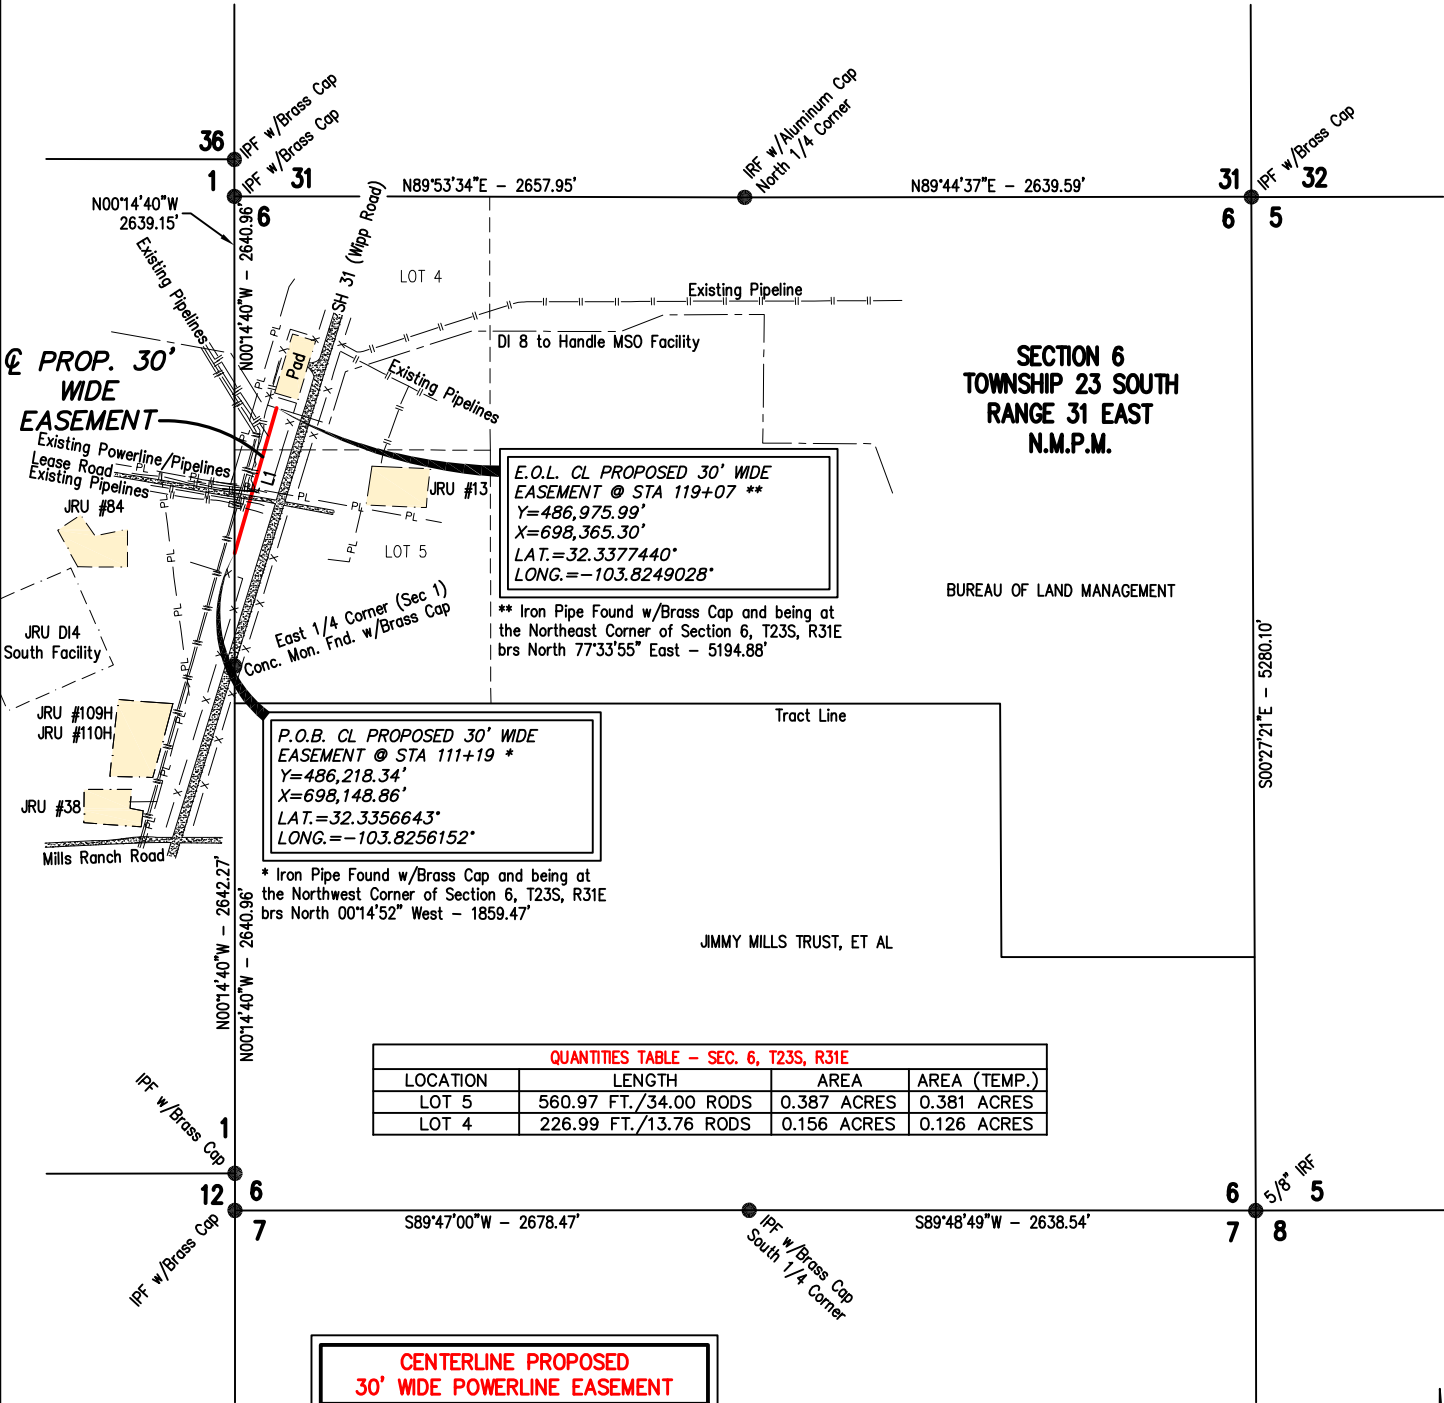 IPF w/Brass Cap
IPF w/Brass Cap
36
1
31
6
N89°53'34"E – 2657.95'
IRF w/Aluminum Cap
North 1/4 Corner
N89°44'37"E – 2639.59'
IPF w/Brass Cap
31
32
6
5
N00°14'40"W
2639.15'
N00°14'40"W – 2640.96'
Existing Pipelines
SH 31 (Wipp Road)
LOT 4
Existing Pipeline
DI 8 to Handle MSO Facility
Pad
Existing Pipelines
℄ PROP. 30'
WIDE
EASEMENT
SECTION 6
TOWNSHIP 23 SOUTH
RANGE 31 EAST
N.M.P.M.
Existing Powerline/Pipelines
Lease Road
Existing Pipelines
L1
JRU #13
JRU #84
LOT 5
E.O.L. CL PROPOSED 30' WIDE
EASEMENT @ STA 119+07 **
Y=486,975.99'
X=698,365.30'
LAT.=32.3377440°
LONG.=-103.8249028°
** Iron Pipe Found w/Brass Cap and being at
the Northeast Corner of Section 6, T23S, R31E
brs North 77°33'55" East – 5194.88'
BUREAU OF LAND MANAGEMENT
East 1/4 Corner (Sec 1)
Conc. Mon. Fnd. w/Brass Cap
JRU DI4
South Facility
S00°27'21"E – 5280.10'
JRU #109H
JRU #110H
JRU #38
Mills Ranch Road
Tract Line
P.O.B. CL PROPOSED 30' WIDE
EASEMENT @ STA 111+19 *
Y=486,218.34'
X=698,148.86'
LAT.=32.3356643°
LONG.=-103.8256152°
* Iron Pipe Found w/Brass Cap and being at
the Northwest Corner of Section 6, T23S, R31E
brs North 00°14'52" West – 1859.47'
N00°14'40"W – 2642.27'
N00°14'40"W – 2640.96'
JIMMY MILLS TRUST, ET AL
QUANTITIES TABLE – SEC. 6, T23S, R31E
LOCATION LENGTH AREA AREA (TEMP.)
LOT 5 560.97 FT./34.00 RODS 0.387 ACRES 0.381 ACRES
LOT 4 226.99 FT./13.76 RODS 0.156 ACRES 0.126 ACRES
IPF w/Brass Cap
1
12
6
7
IPF w/Brass Cap
S89°47'00"W – 2678.47'
IPF w/Brass Cap
South 1/4 Corner
S89°48'49"W – 2638.54'
5/8" IRF
6
5
7
8
CENTERLINE PROPOSED
30' WIDE POWERLINE EASEMENT